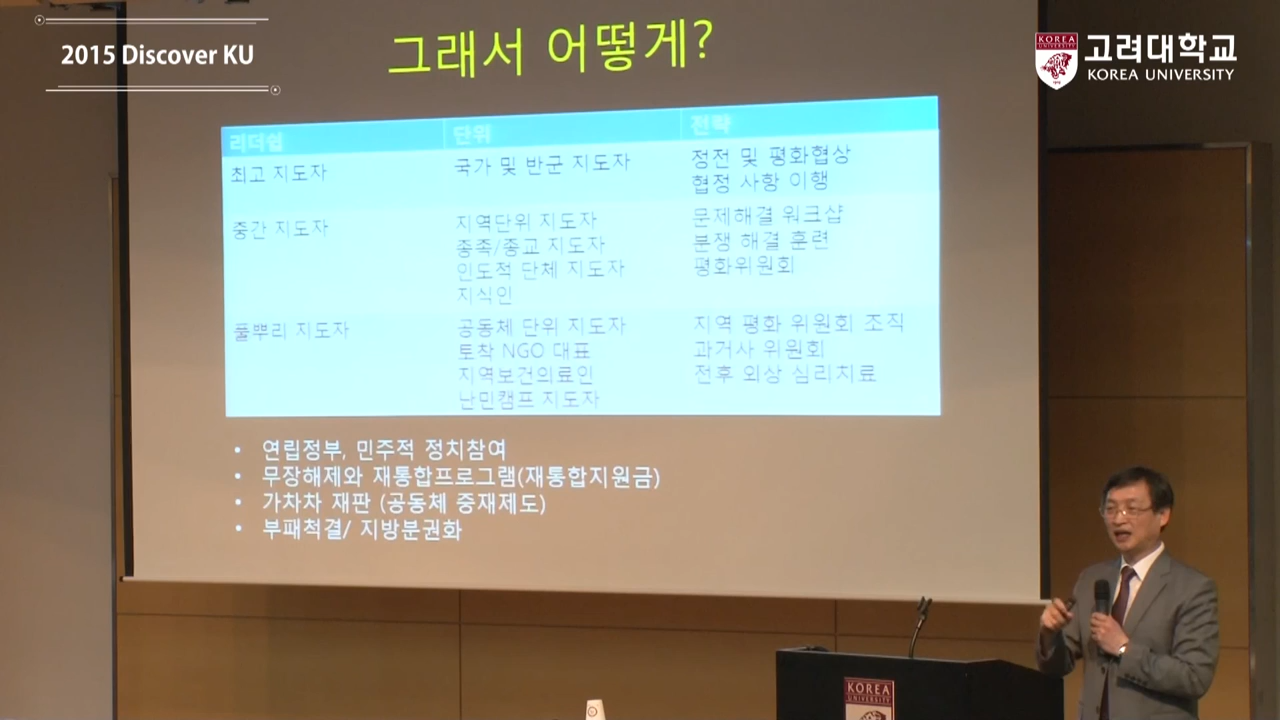 2015 Discover KU
KOREA UNIVERSITY
고려대학교
KOREA UNIVERSITY
그래서 어떻게?
리더쉽 단위 전략
최고 지도자 국가 및 반군 지도자 정전 및 평화협상
협정 사항 이행
중간 지도자 지역단위 지도자 문제해결 워크샵
종족/종교 지도자 분쟁 해결 훈련
인도적 단체 지도자 평화위원회
지식인
풀뿌리 지도자 공동체 단위 지도자 지역 평화 위원회 조직
토착 NGO 대표 과거사 위원회
지역보건의료인 전후 외상 심리치료
난민캠프 지도자
• 연립정부, 민주적 정치참여
• 무장해제와 재통합프로그램(재통합지원금)
• 가차차 재판 (공동체 중재제도)
• 부패척결/ 지방분권화
KOREA
UNIVERSITY